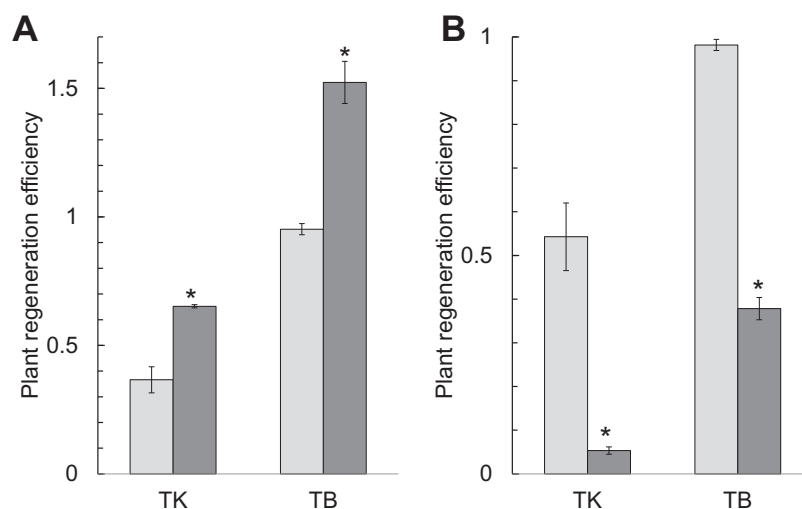 A
Plant regeneration efficiency
1.5
1
0.5
0
*
*
TK
TB
B
Plant regeneration efficiency
1
0.5
0
*
*
TK
TB